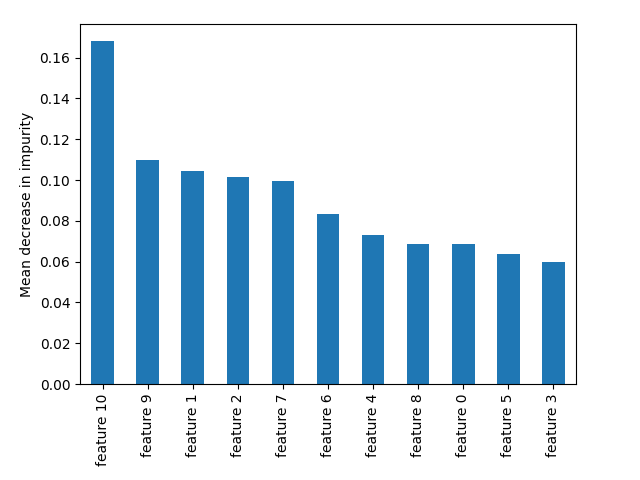 Mean decrease in impurity
0.16
0.14
0.12
0.10
0.08
0.06
0.04
0.02
0.00
feature 10
feature 9
feature 1
feature 2
feature 7
feature 6
feature 4
feature 8
feature 0
feature 5
feature 3